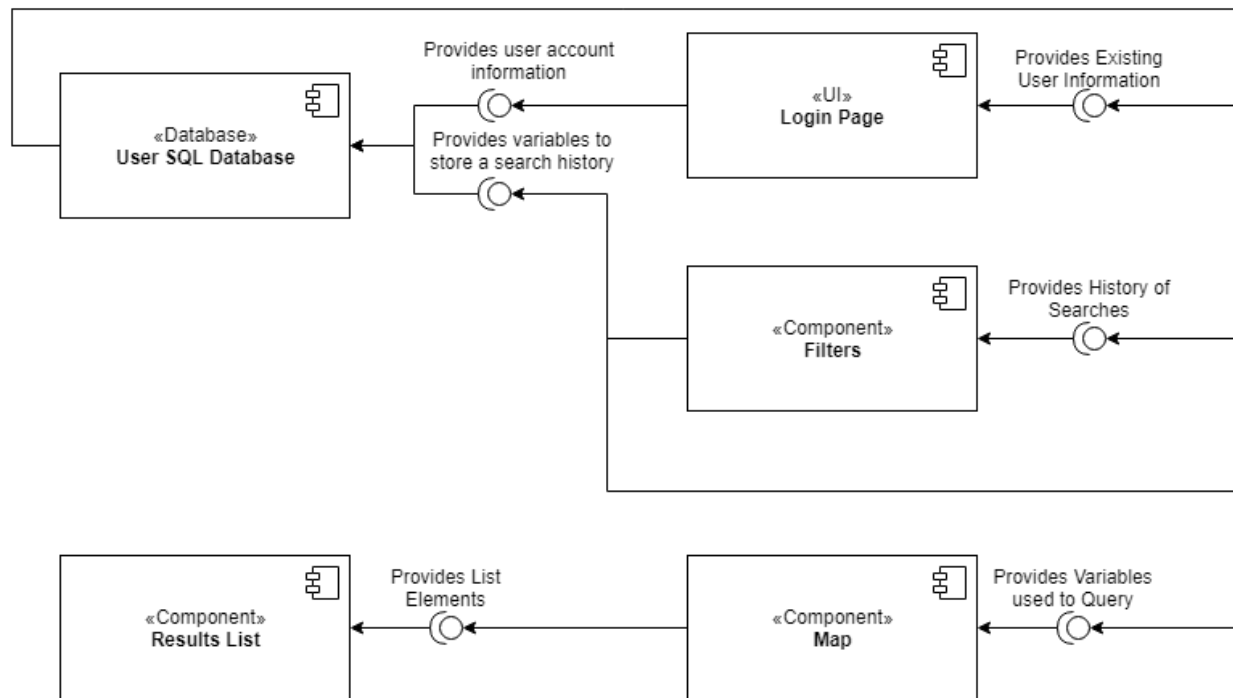 Provides user account
information
Provides Existing
User Information
«UI»
Login Page
«Database»
User SQL Database
Provides variables to
store a search history
Provides History of
Searches
«Component»
Filters
Provides List
Elements
Provides Variables
used to Query
«Component»
Results List
«Component»
Map